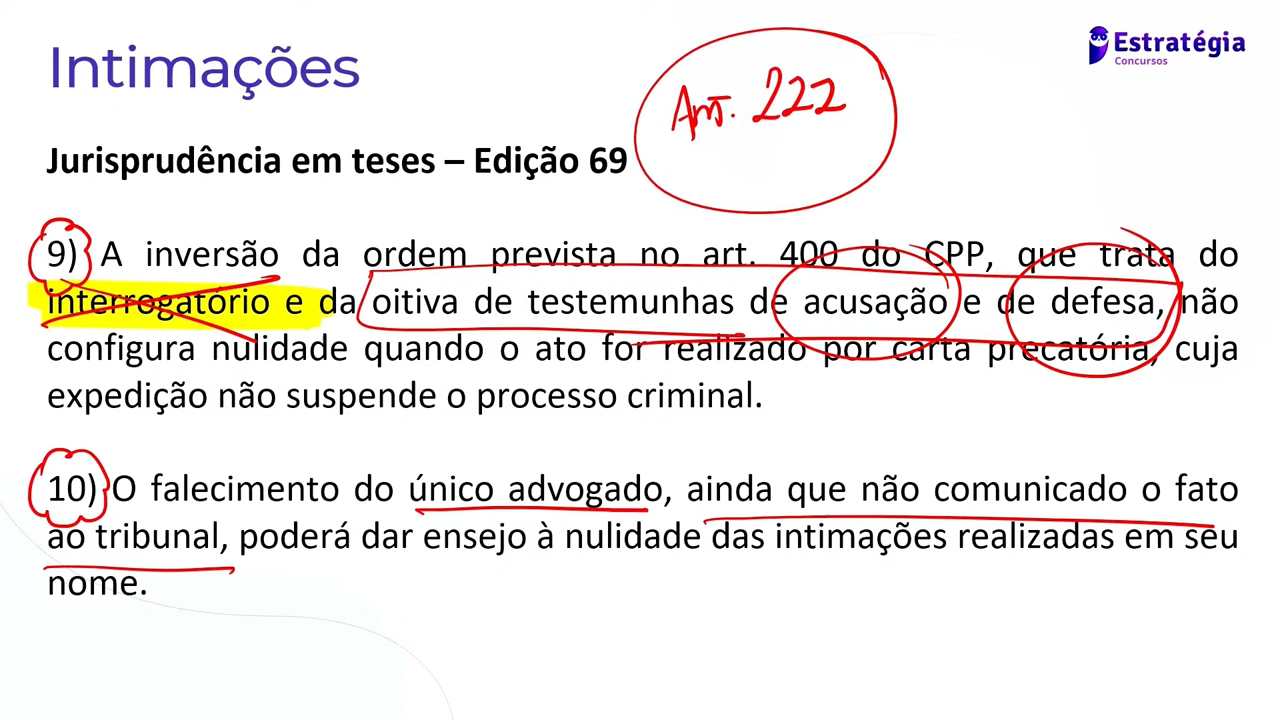 Intimações
Estratégia
Concursos
Art. 222
Jurisprudência em teses – Edição 69
9) A inversão da ordem prevista no art. 400 do CPP, que trata do
interrogatório e da oitiva de testemunhas de acusação e de defesa, não
configura nulidade quando o ato for realizado por carta precatória, cuja
expedição não suspende o processo criminal.
10) O falecimento do único advogado, ainda que não comunicado o fato
ao tribunal, poderá dar ensejo à nulidade das intimações realizadas em seu
nome.